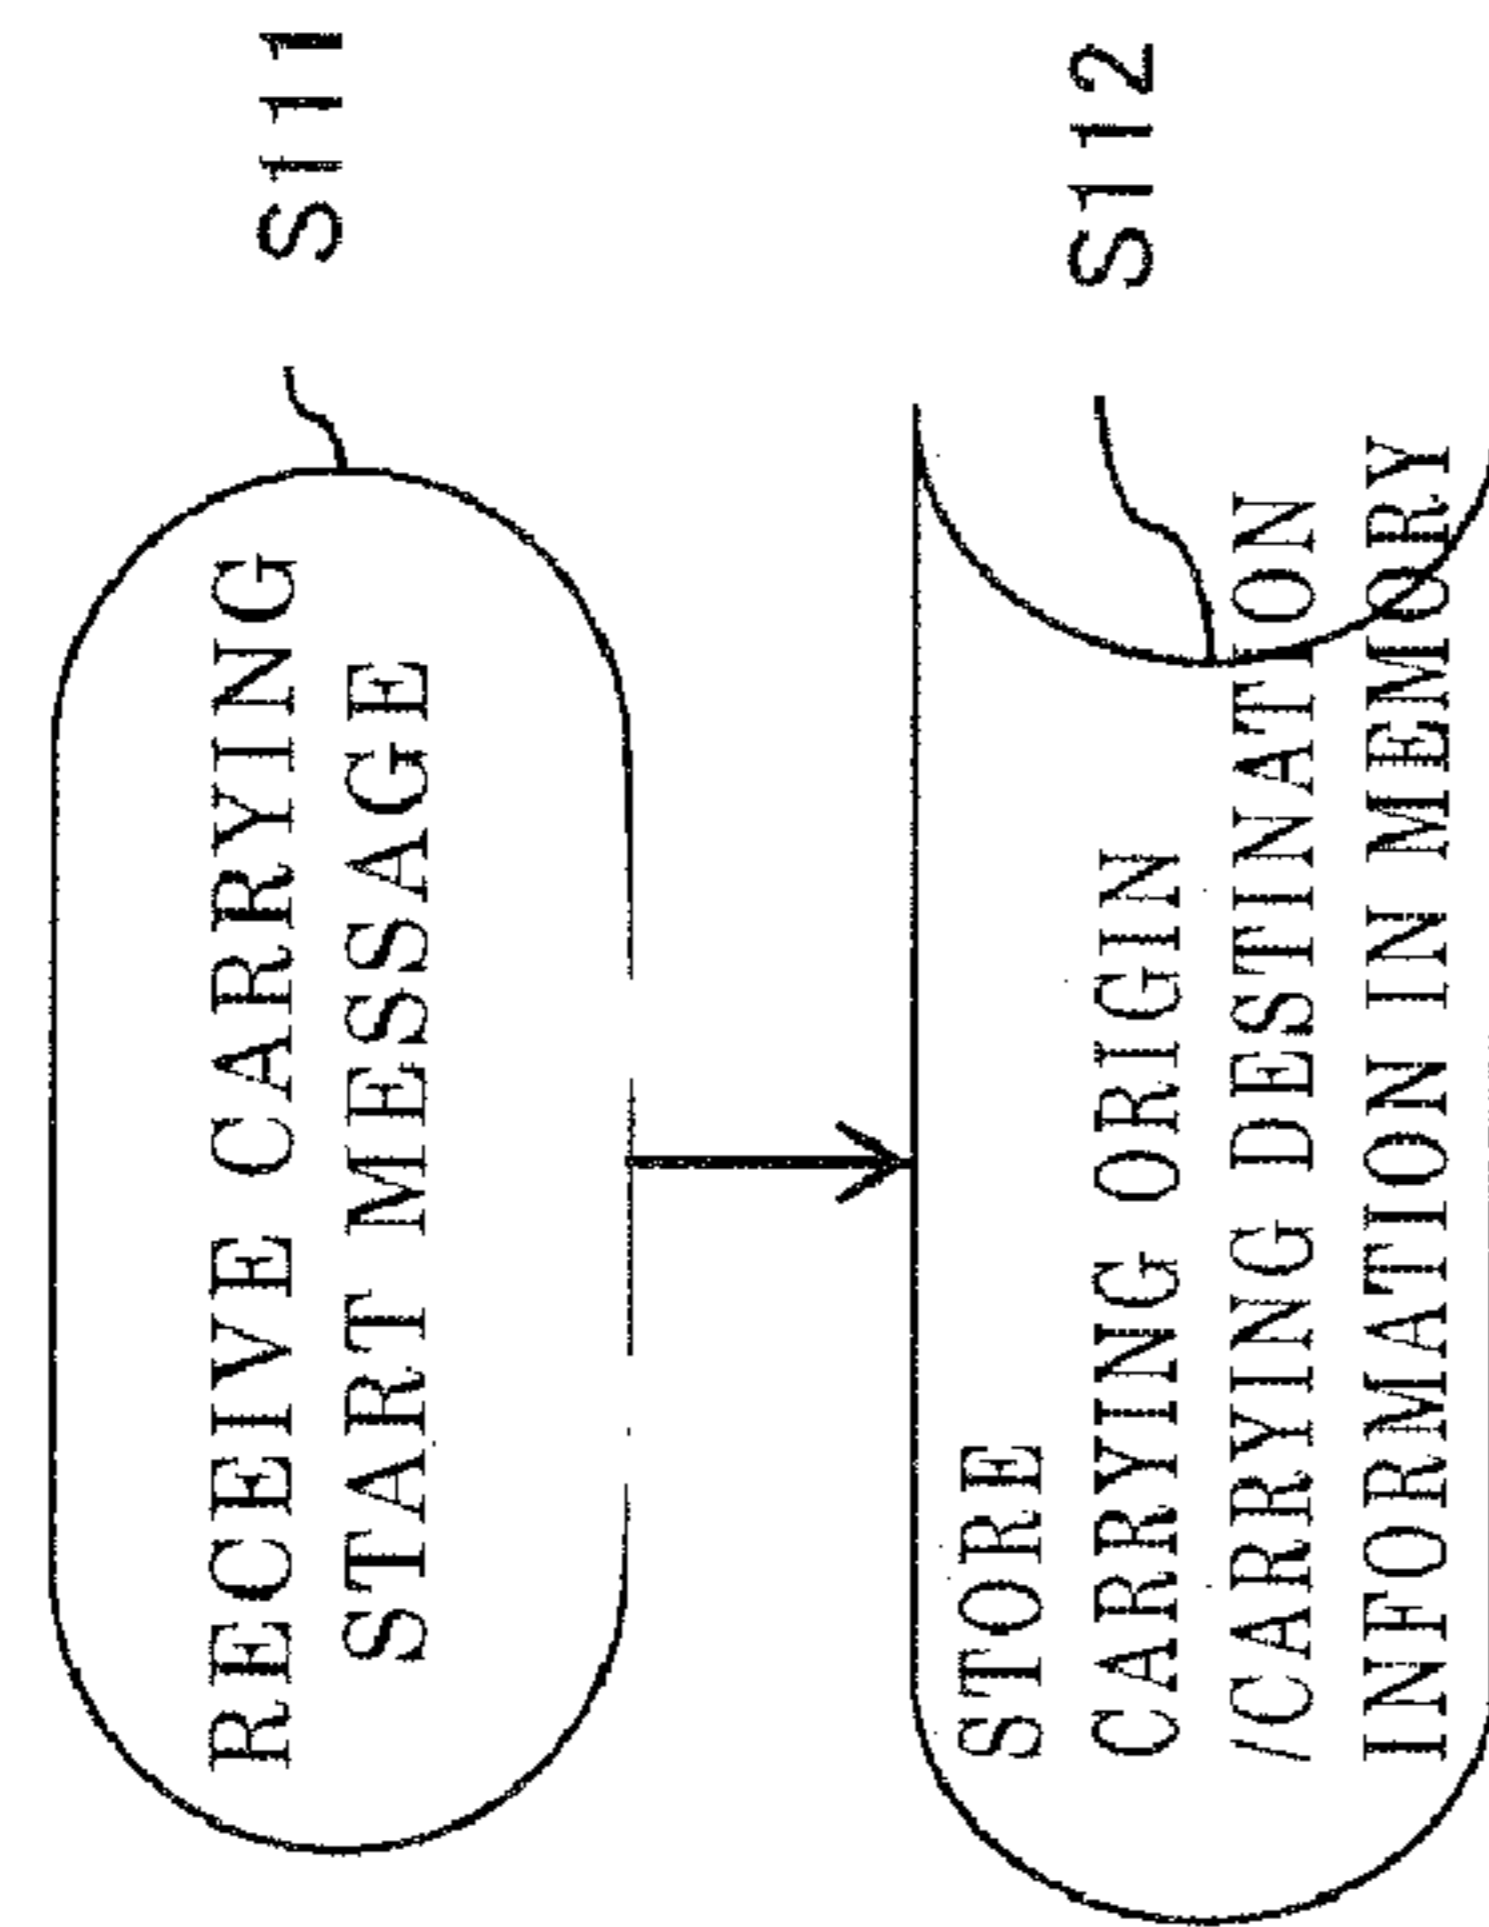 RECEIVE CARRYING
START MESSAGE
S111
STORE
CARRYING ORIGIN
/CARRYING DESTINATION
INFORMATION IN MEMORY
S112